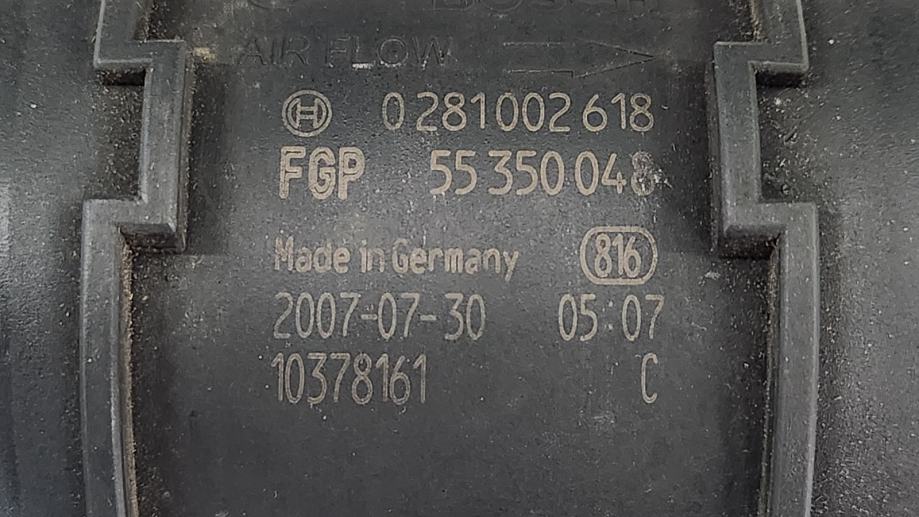 BOSCH
AIR FLOW
0 281 002 618
FGP 55 350 048
Made in Germany 816
2007-07-30 05:07
10378161 C